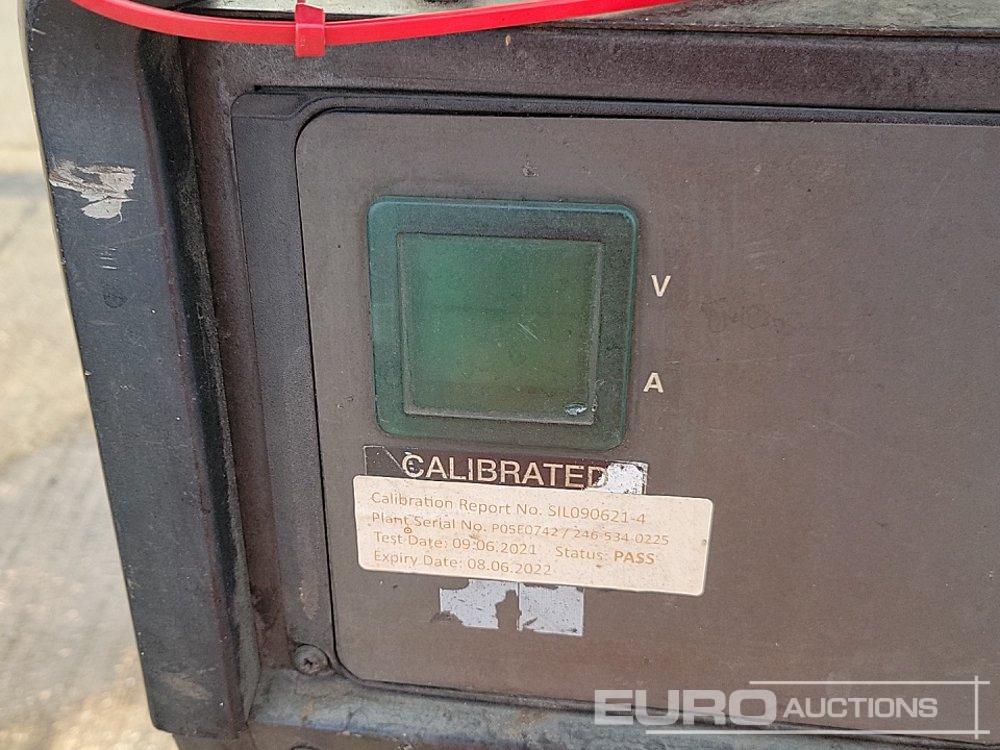 V
A
CALIBRATED
Calibration Report No. SIL090621-4
Plant Serial No. P05E0742 / 246 534 0225
Test Date: 09.06.2021 Status: PASS
Expiry Date: 08.06.2022
EURO AUCTIONS